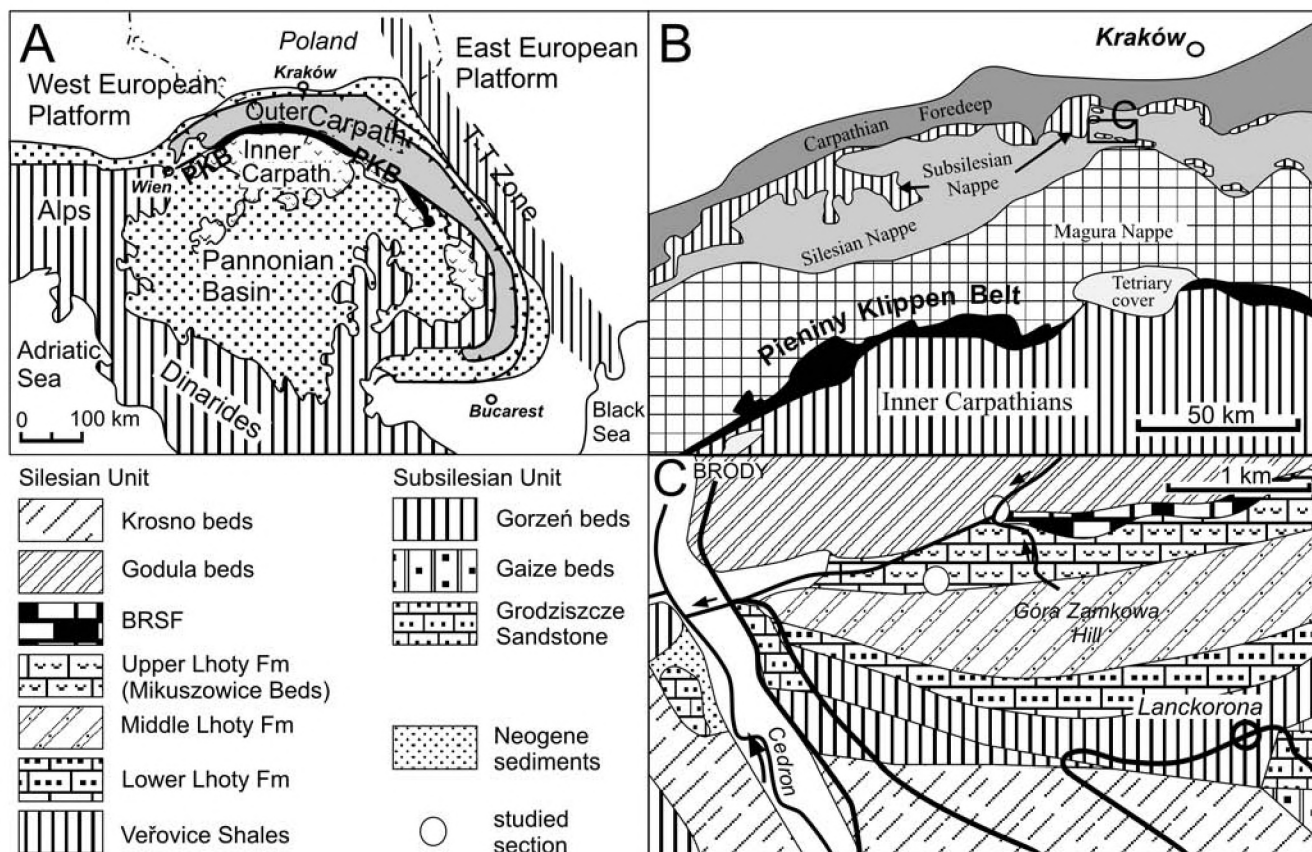 A
Poland
Kraków
West European
Platform
East European
Platform
Outer Carpath.
T-T Zone
PKB
PKB
Inner
Carpath.
Wien
Alps
Pannonian
Basin
Adriatic
Sea
Dinarides
0 100 km
Bucarest
Black
Sea
B
Kraków
Carpathian Foredeep
C
Subsilesian
Nappe
Silesian Nappe
Magura Nappe
Tetriary
cover
Pieniny Klippen Belt
Inner Carpathians
50 km
Silesian Unit
Krosno beds
Godula beds
BRSF
Upper Lhoty Fm
(Mikuszowice Beds)
Middle Lhoty Fm
Lower Lhoty Fm
Veřovice Shales
Subsilesian Unit
Gorzeń beds
Gaize beds
Grodziszcze
Sandstone
Neogene
sediments
studied
section
C
BRODY
1 km
Góra Zamkowa
Hill
Lanckorona
Cedron